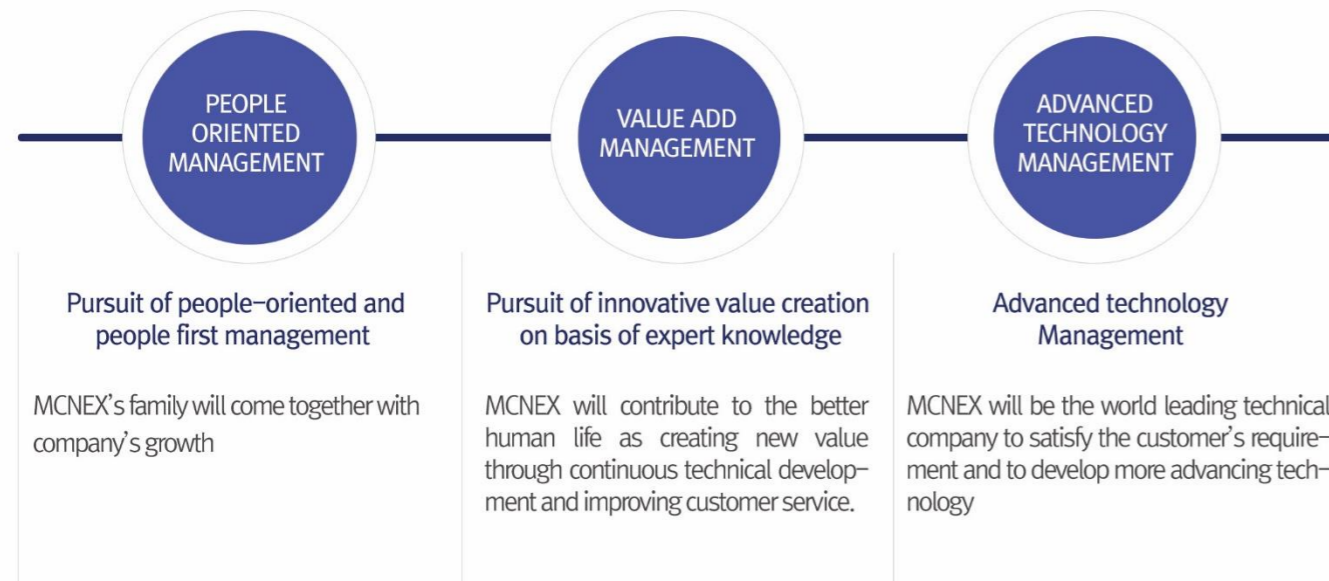 PEOPLE
ORIENTED
MANAGEMENT
VALUE ADD
MANAGEMENT
ADVANCED
TECHNOLOGY
MANAGEMENT
Pursuit of people-oriented and
people first management
MCNEX's family will come together with
company's growth
Pursuit of innovative value creation
on basis of expert knowledge
MCNEX will contribute to the better
human life as creating new value
through continuous technical develop-
ment and improving customer service.
Advanced technology
Management
MCNEX will be the world leading technical
company to satisfy the customer's require-
ment and to develop more advancing tech-
nology